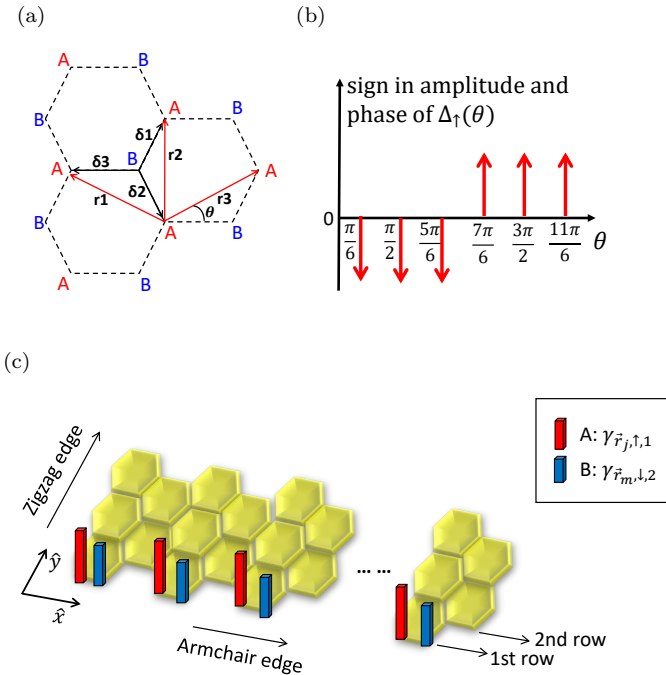 (a)
A
B
B
A
B
δ1
r2
δ3
B
A
δ2
r3
A
r1
θ
B
A
B
A
B
(b)
sign in amplitude and
phase of Δ↑(θ)
0
π/6
π/2
5π/6
7π/6
3π/2
11π/6
θ
(c)
Zigzag edge
A: γ_{r⃗_j,↑,1}
B: γ_{r⃗_m,↓,2}
ŷ
x̂
... ...
Armchair edge
2nd row
1st row